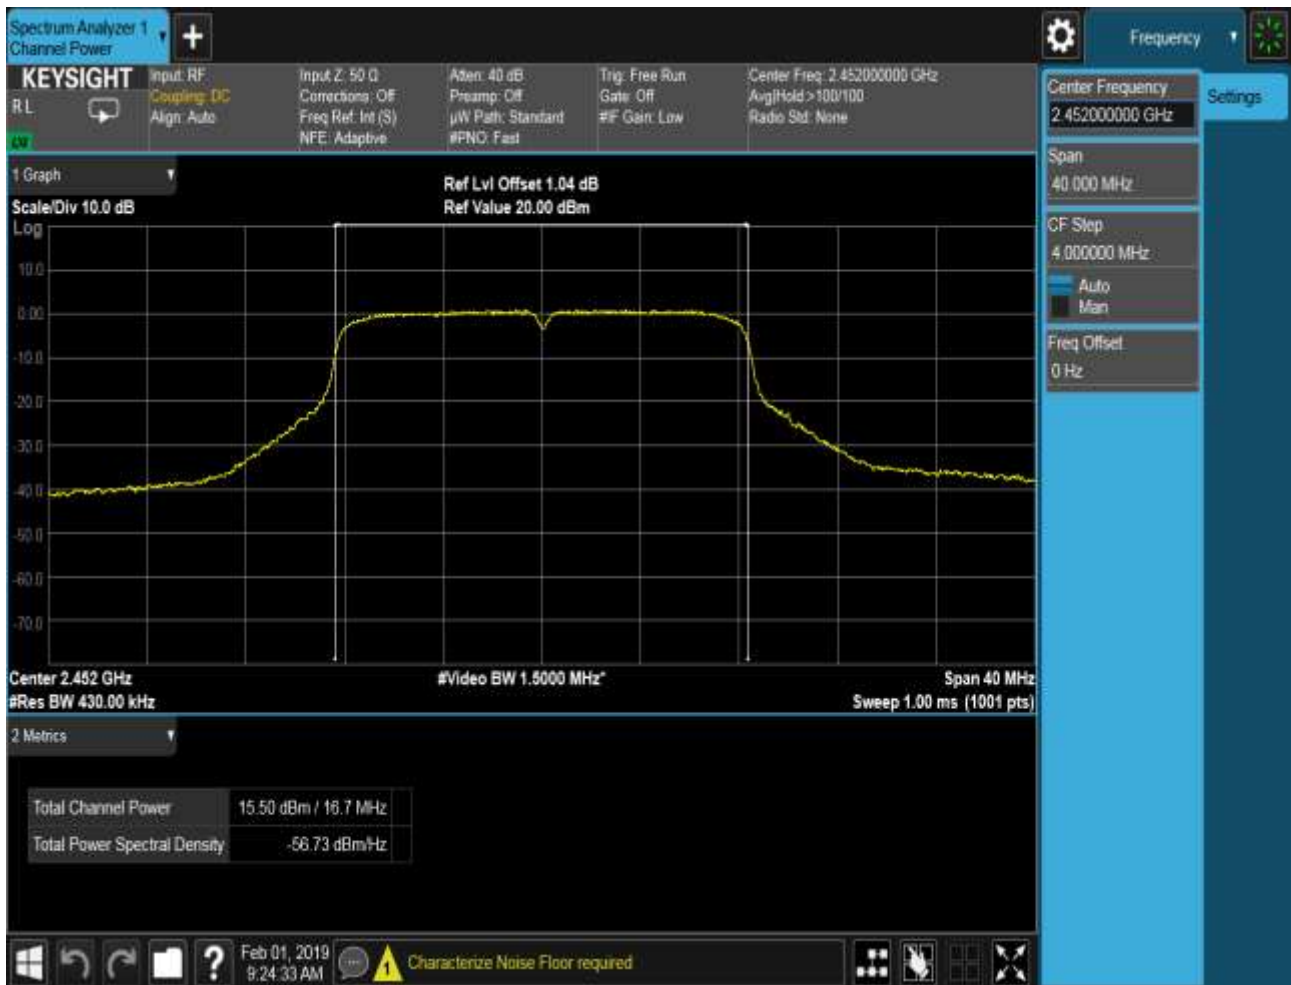 Spectrum Analyzer 1
Channel Power
+
Frequency
KEYSIGHT
R L
Input: RF
Coupling: DC
Align: Auto
Input Z: 50 Ω
Corrections: Off
Freq Ref: Int (S)
NFE: Adaptive
Atten: 40 dB
Preamp: Off
µW Path: Standard
#PNO: Fast
Trig: Free Run
Gate: Off
#IF Gain: Low
Center Freq: 2.452000000 GHz
Avg|Hold >100/100
Radio Std: None
Center Frequency
2.452000000 GHz
Settings
Span
40.000 MHz
CF Step
4.000000 MHz
Auto
Man
Freq Offset
0 Hz
1 Graph
Scale/Div 10.0 dB
Log
Ref Lvl Offset 1.04 dB
Ref Value 20.00 dBm
10.0
0.00
-10.0
-20.0
-30.0
-40.0
-50.0
-60.0
-70.0
Center 2.452 GHz
#Res BW 430.00 kHz
#Video BW 1.5000 MHz*
Span 40 MHz
Sweep 1.00 ms (1001 pts)
2 Metrics
Total Channel Power 15.50 dBm / 16.7 MHz
Total Power Spectral Density -56.73 dBm/Hz
?
Feb 01, 2019
9:24:33 AM
1
Characterize Noise Floor required